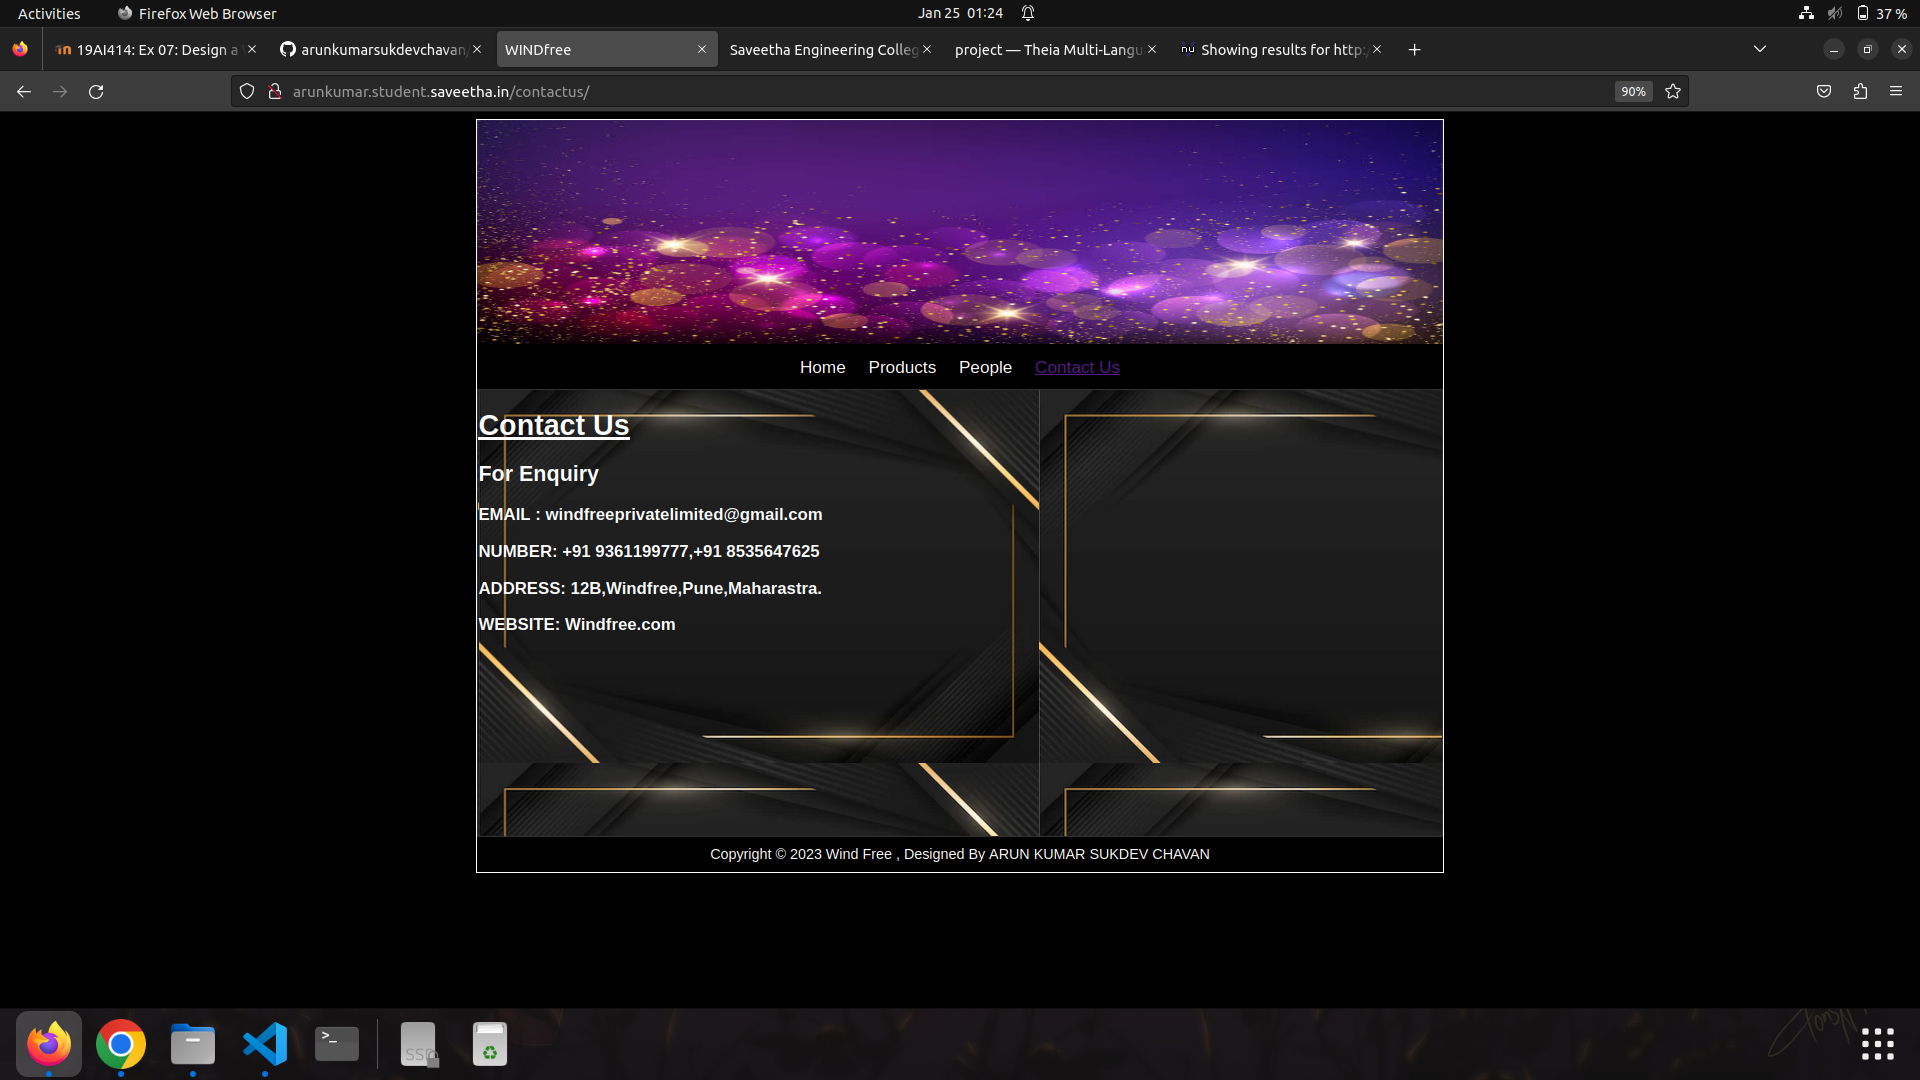 Activities Firefox Web Browser Jan 25 01:24 37 %
19AI414: Ex 07: Design a arunkumarsukdevchavan/ WINDfree Saveetha Engineering Colleg project — Theia Multi-Langu nu Showing results for http:/
arunkumar.student.saveetha.in/contactus/ 90%
Home Products People Contact Us
Contact Us
For Enquiry
EMAIL : windfreeprivatelimited@gmail.com
NUMBER: +91 9361199777,+91 8535647625
ADDRESS: 12B,Windfree,Pune,Maharastra.
WEBSITE: Windfree.com
Copyright © 2023 Wind Free , Designed By ARUN KUMAR SUKDEV CHAVAN
SSD